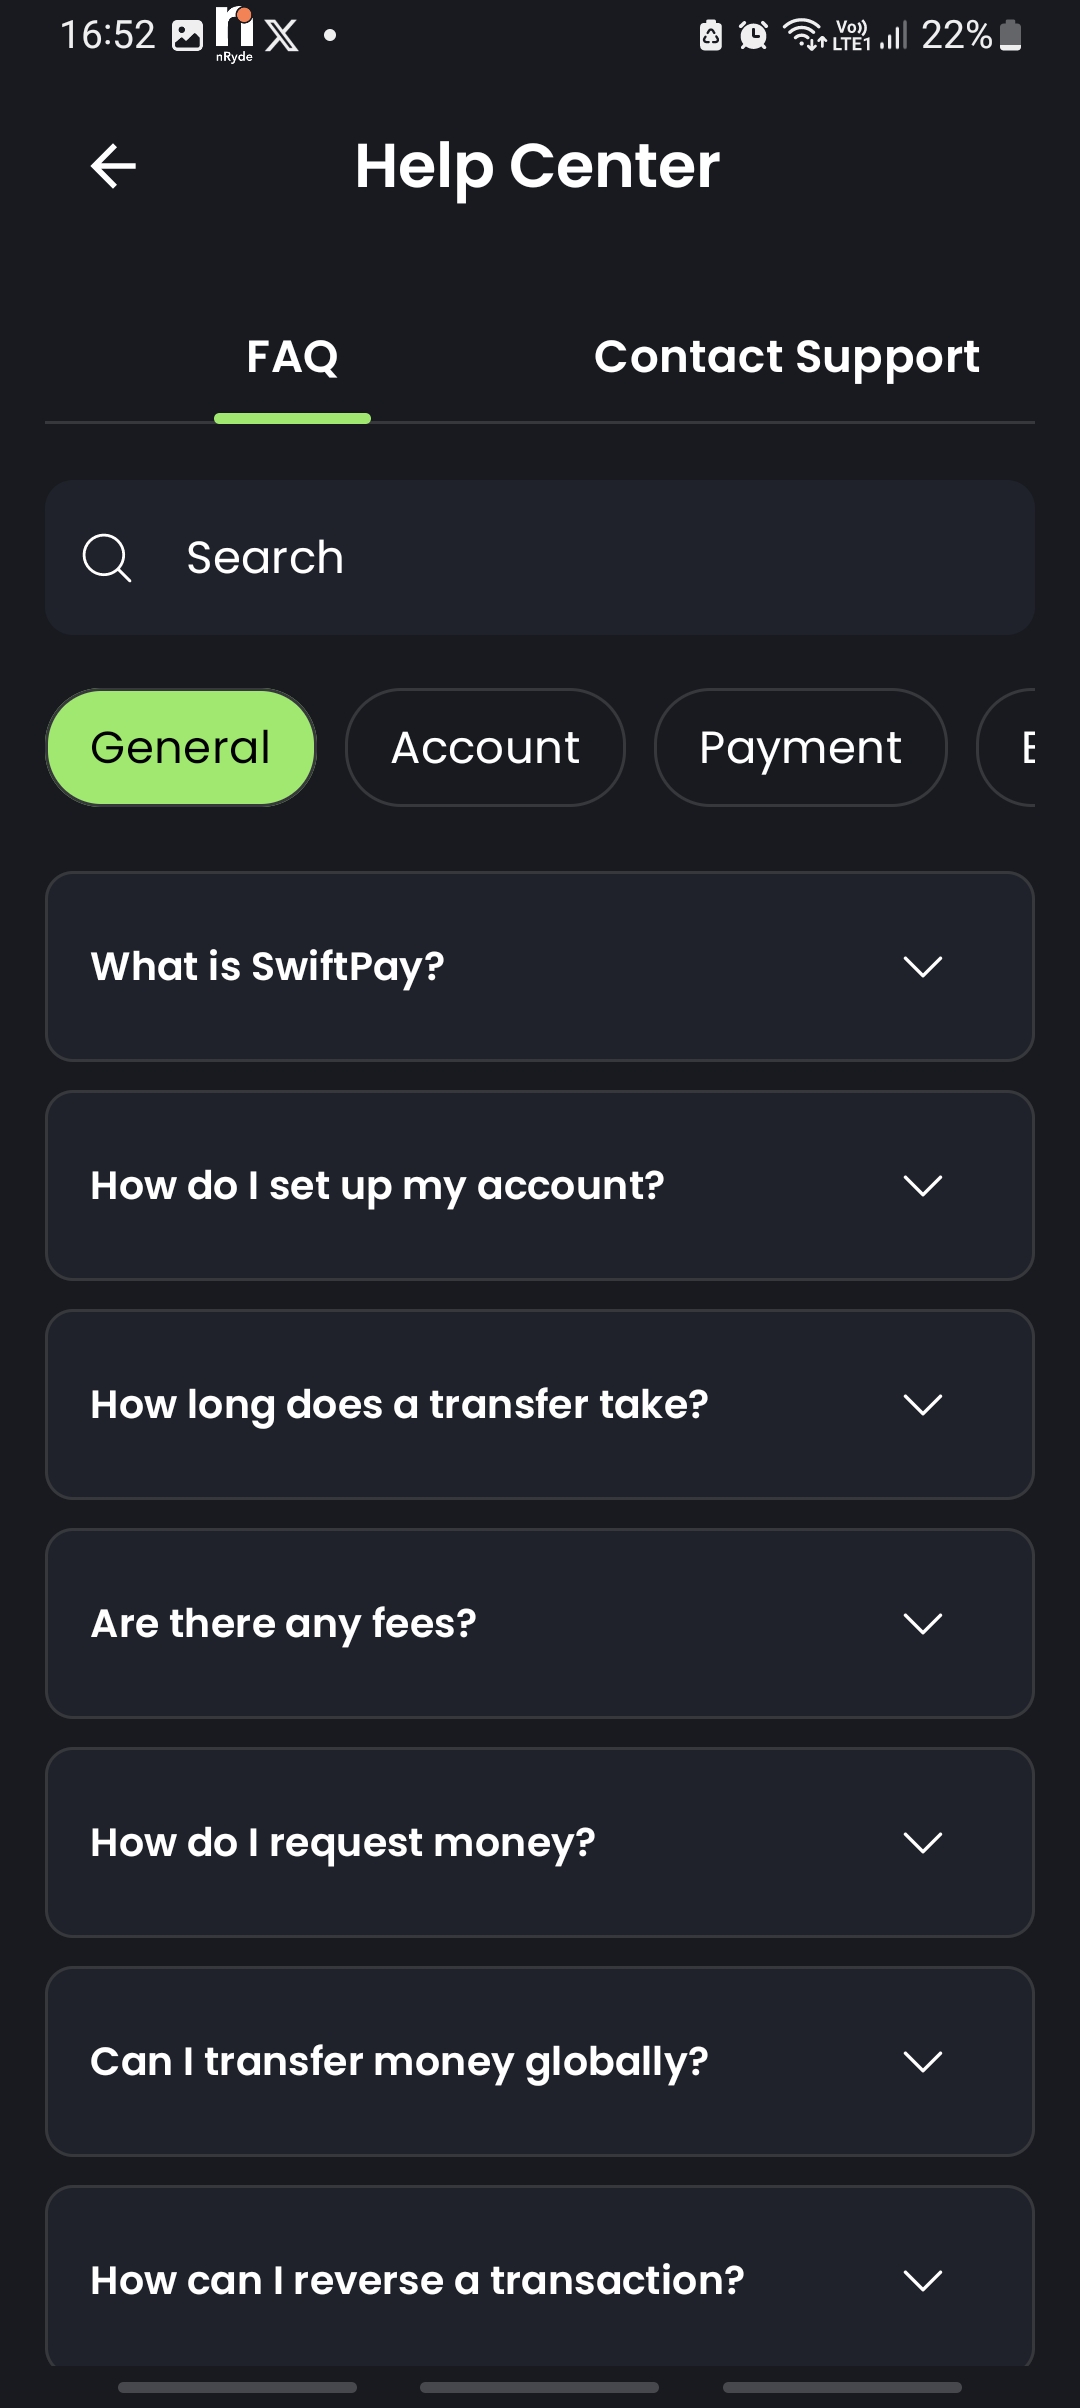 16:52 nRyde Vo)) LTE1 22%
Help Center
FAQ Contact Support
Search
General Account Payment
What is SwiftPay?
How do I set up my account?
How long does a transfer take?
Are there any fees?
How do I request money?
Can I transfer money globally?
How can I reverse a transaction?